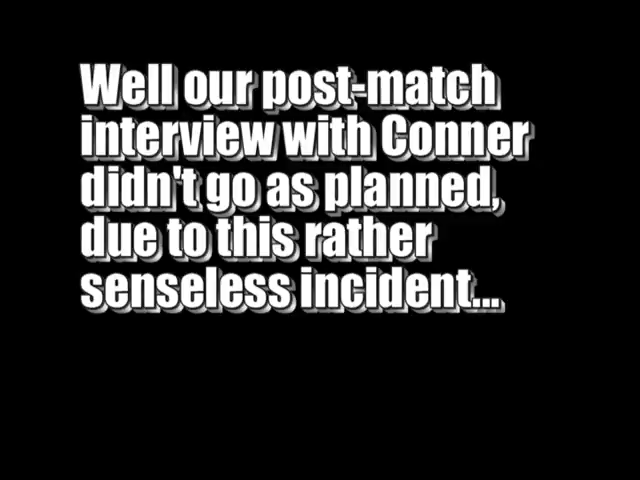 Well our post-match
interview with Conner
didn't go as planned,
due to this rather
senseless incident...